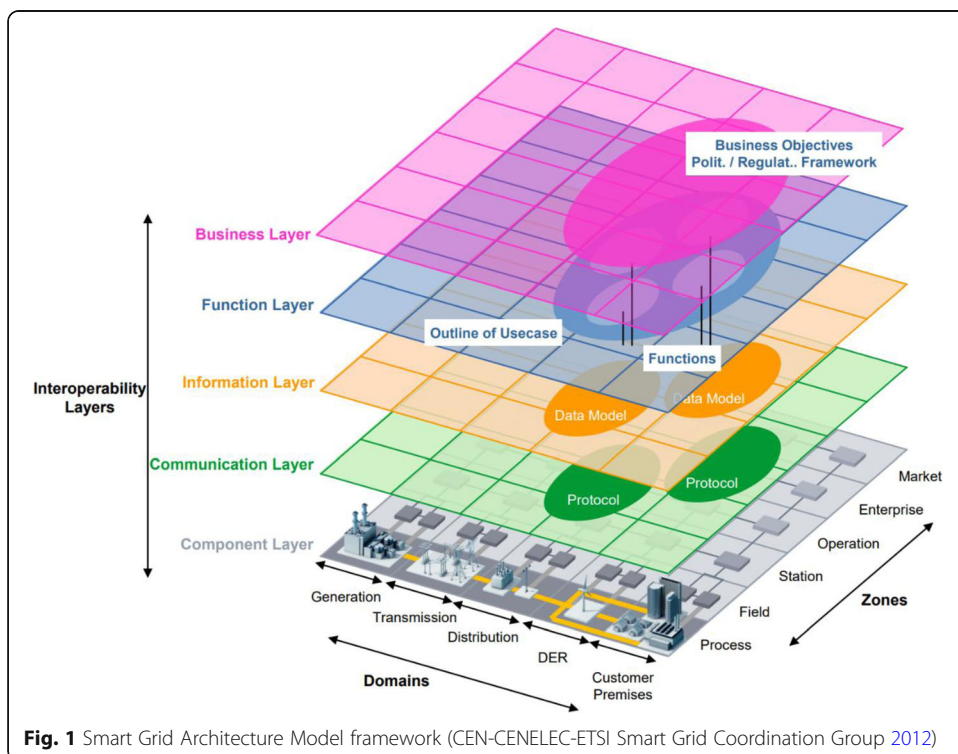 Business Objectives
Polit. / Regulat.. Framework
Business Layer
Function Layer
Outline of Usecase
Functions
Interoperability
Layers
Information Layer
Data Model
Data Model
Communication Layer
Protocol
Protocol
Component Layer
Market
Enterprise
Operation
Station
Field
Process
Zones
Generation
Transmission
Distribution
DER
Customer
Premises
Domains
Fig. 1 Smart Grid Architecture Model framework (CEN-CENELEC-ETSI Smart Grid Coordination Group 2012)